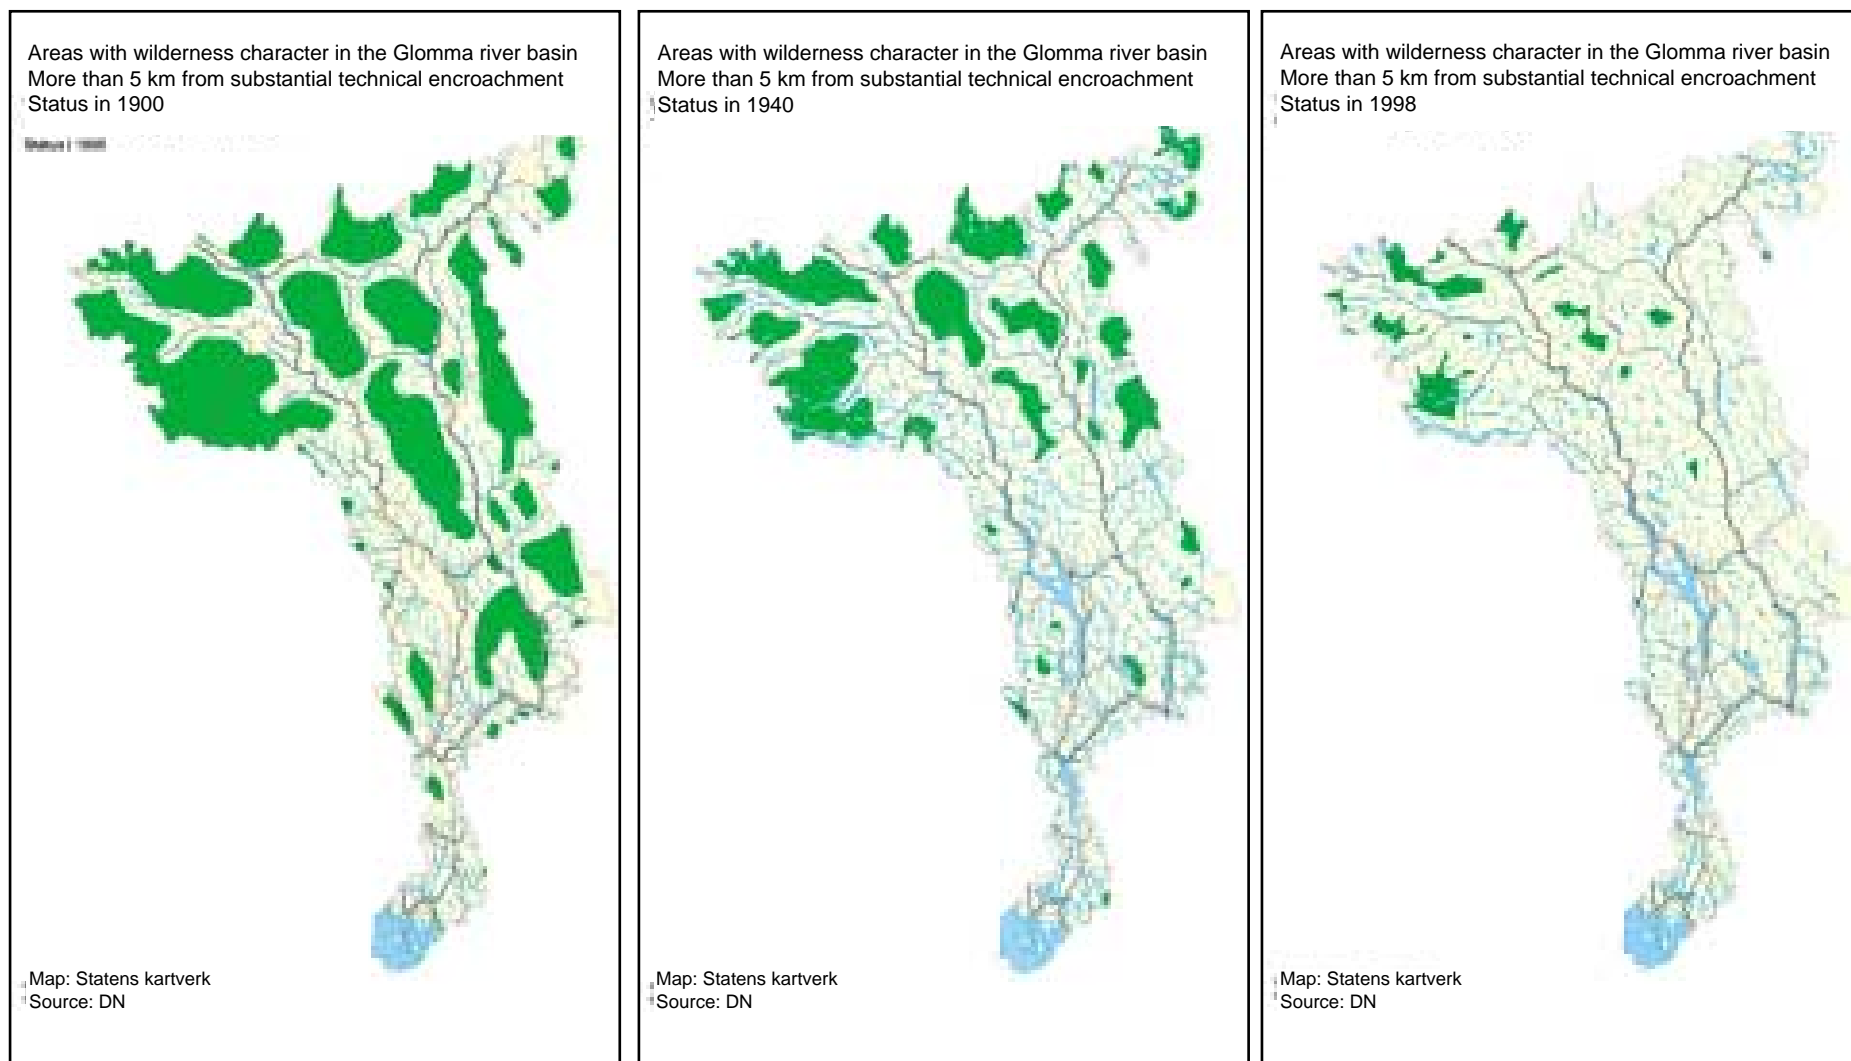 Areas with wilderness character in the Glomma river basin
More than 5 km from substantial technical encroachment
Status in 1900
Map: Statens kartverk
Source: DN
Areas with wilderness character in the Glomma river basin
More than 5 km from substantial technical encroachment
Status in 1940
Map: Statens kartverk
Source: DN
Areas with wilderness character in the Glomma river basin
More than 5 km from substantial technical encroachment
Status in 1998
Map: Statens kartverk
Source: DN